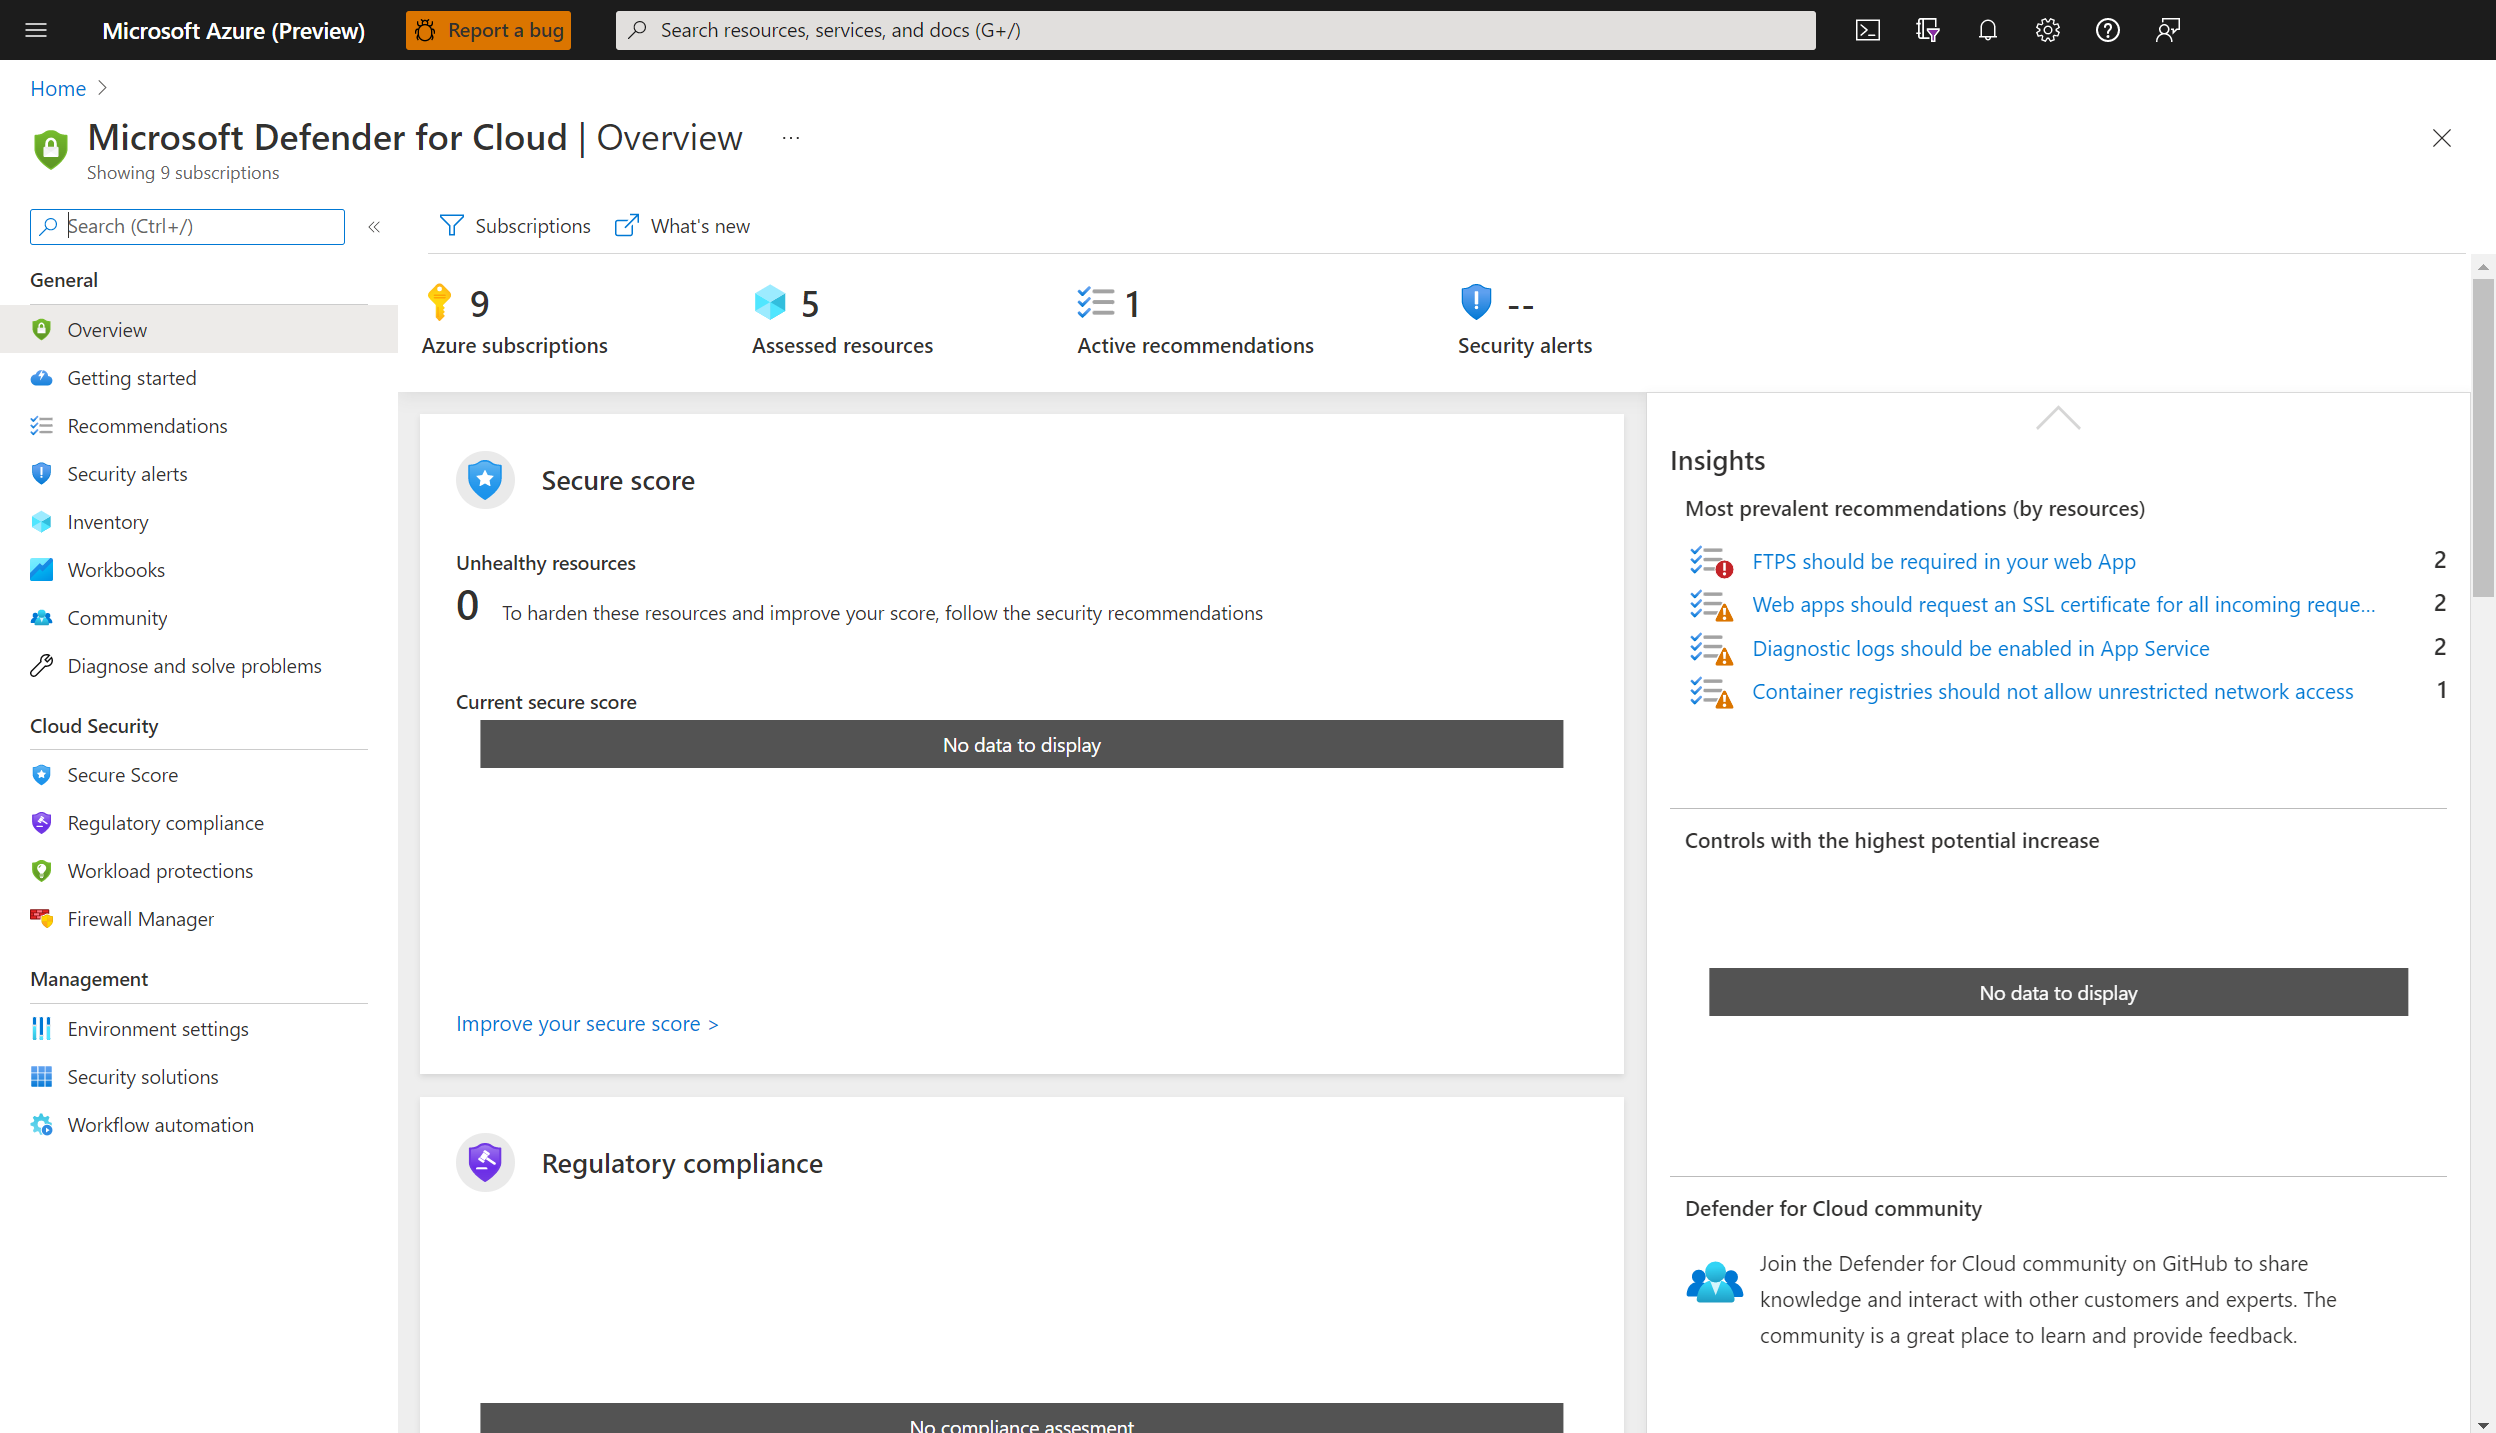 Microsoft Azure (Preview)
Report a bug
Search resources, services, and docs (G+/)
Home
Microsoft Defender for Cloud | Overview
...
Showing 9 subscriptions
Search (Ctrl+/)
Subscriptions
What's new
General
Overview
Getting started
Recommendations
Security alerts
Inventory
Workbooks
Community
Diagnose and solve problems
Cloud Security
Secure Score
Regulatory compliance
Workload protections
Firewall Manager
Management
Environment settings
Security solutions
Workflow automation
9
Azure subscriptions
5
Assessed resources
1
Active recommendations
--
Security alerts
Secure score
Unhealthy resources
0 To harden these resources and improve your score, follow the security recommendations
Current secure score
No data to display
Improve your secure score >
Regulatory compliance
No compliance assesment
Insights
Most prevalent recommendations (by resources)
FTPS should be required in your web App 2
Web apps should request an SSL certificate for all incoming reque... 2
Diagnostic logs should be enabled in App Service 2
Container registries should not allow unrestricted network access 1
Controls with the highest potential increase
No data to display
Defender for Cloud community
Join the Defender for Cloud community on GitHub to share
knowledge and interact with other customers and experts. The
community is a great place to learn and provide feedback.